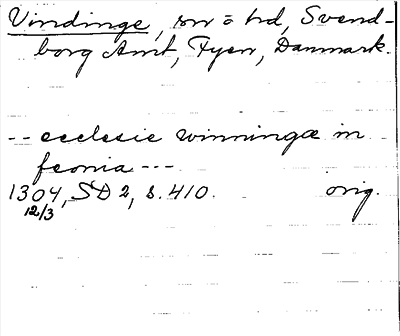 Vindinge, sn o hd, Svend-
borg Amt, Fyen, Danmark.
-- ecclesie winningæ in
feonia ---
1304, SD 2, s. 410. orig.
12/3